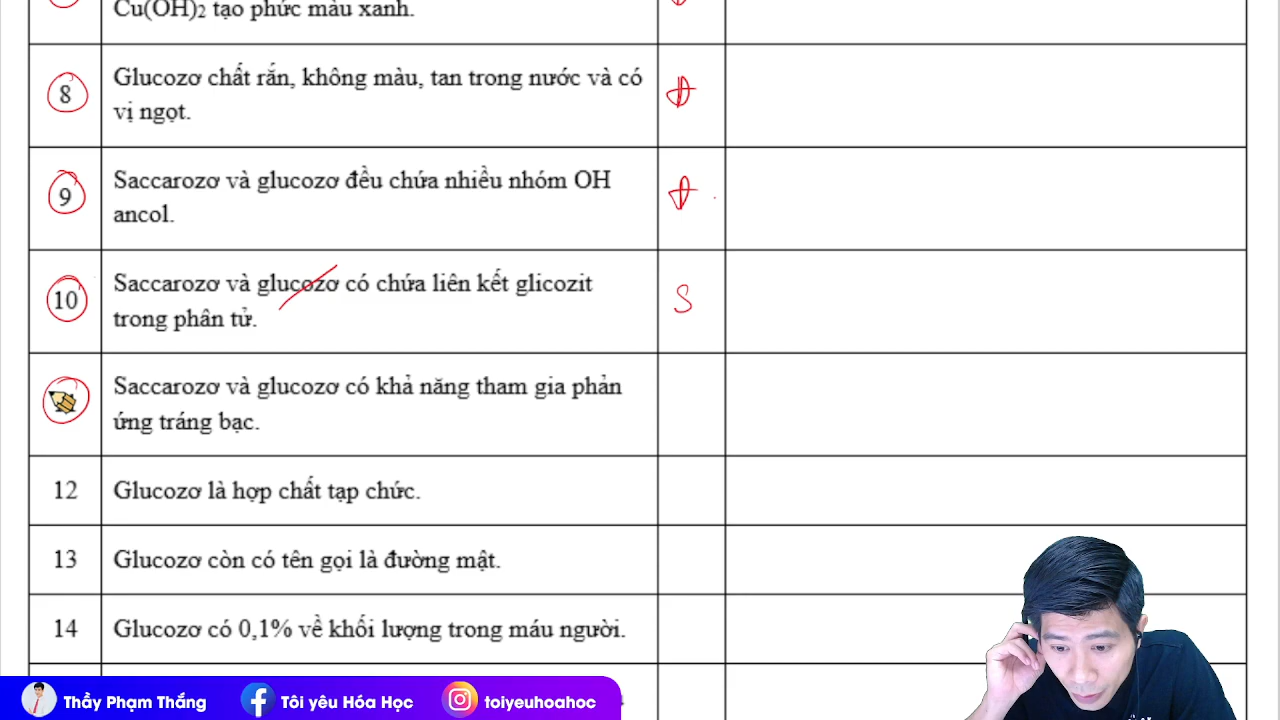 Cu(OH)₂ tạo phức màu xanh.
8 Glucozơ chất rắn, không màu, tan trong nước và có Đ
vị ngọt.
9 Saccarozơ và glucozơ đều chứa nhiều nhóm OH Đ
ancol.
10 Saccarozơ và glucozơ có chứa liên kết glicozit S
trong phân tử.
Saccarozơ và glucozơ có khả năng tham gia phản
ứng tráng bạc.
12 Glucozơ là hợp chất tạp chức.
13 Glucozơ còn có tên gọi là đường mật.
14 Glucozơ có 0,1% về khối lượng trong máu người.
Thầy Phạm Thắng Tôi yêu Hóa Học toiyeuhoahoc